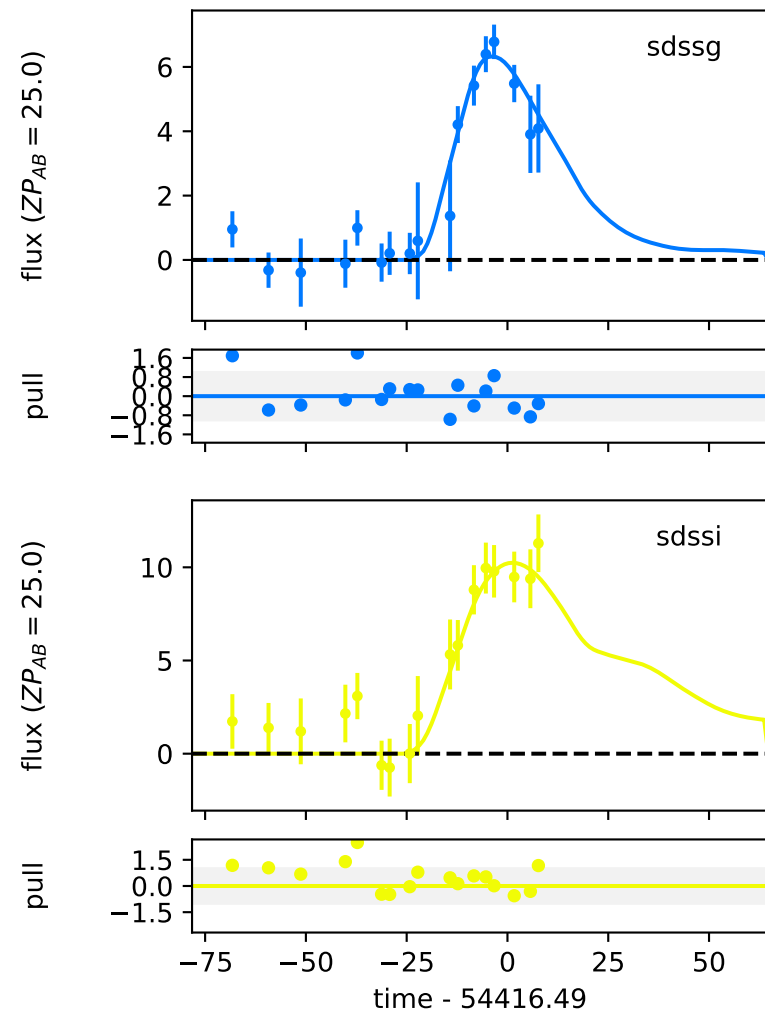 sdssg
flux (ZP_AB = 25.0)
6
4
2
0
pull
1.6
0.8
0.0
−0.8
−1.6
sdssi
flux (ZP_AB = 25.0)
10
5
0
pull
1.5
0.0
−1.5
−75 −50 −25 0 25 50
time - 54416.49